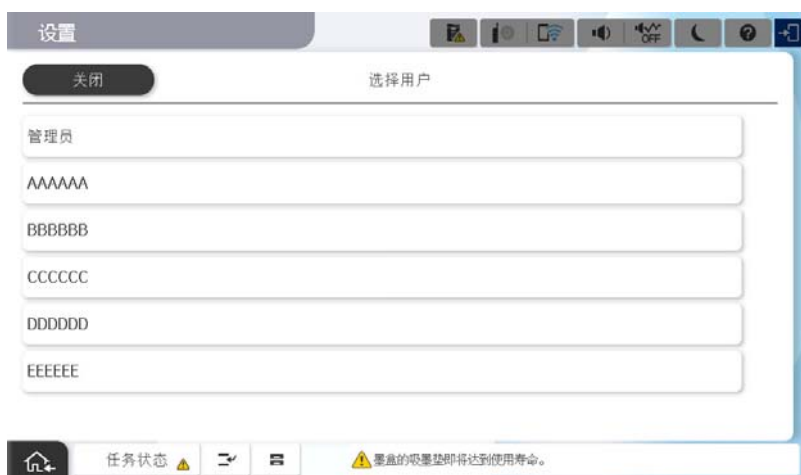 设置
OFF
关闭
选择用户
管理员
AAAAAA
BBBBBB
CCCCCC
DDDDDD
EEEEEE
任务状态
墨盒的吸墨垫即将达到使用寿命。